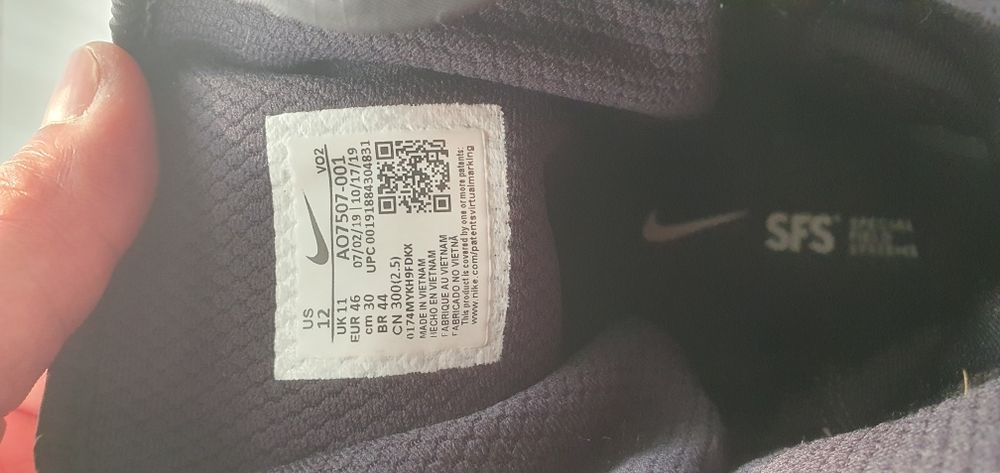 US
12
VO2
UK 11
AO7507-001
EUR 46
07/02/19 | 10/17/19
cm 30
UPC 00191884304831
BR 44
CN 300(2.5)
0174MYKH9FDKX
MADE IN VIETNAM
HECHO EN VIETNAM
FABRIQUE AU VIETNAM
FABRICADO NO VIETNÃ
This product is covered by one or more patents:
www.nike.com/patentsvirtualmarking
SFS